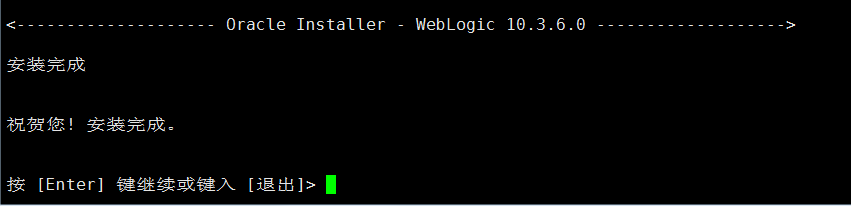 <-------------------- Oracle Installer - WebLogic 10.3.6.0 ------------------->
安装完成
祝贺您! 安装完成。
按 [Enter] 键继续或键入 [退出]>